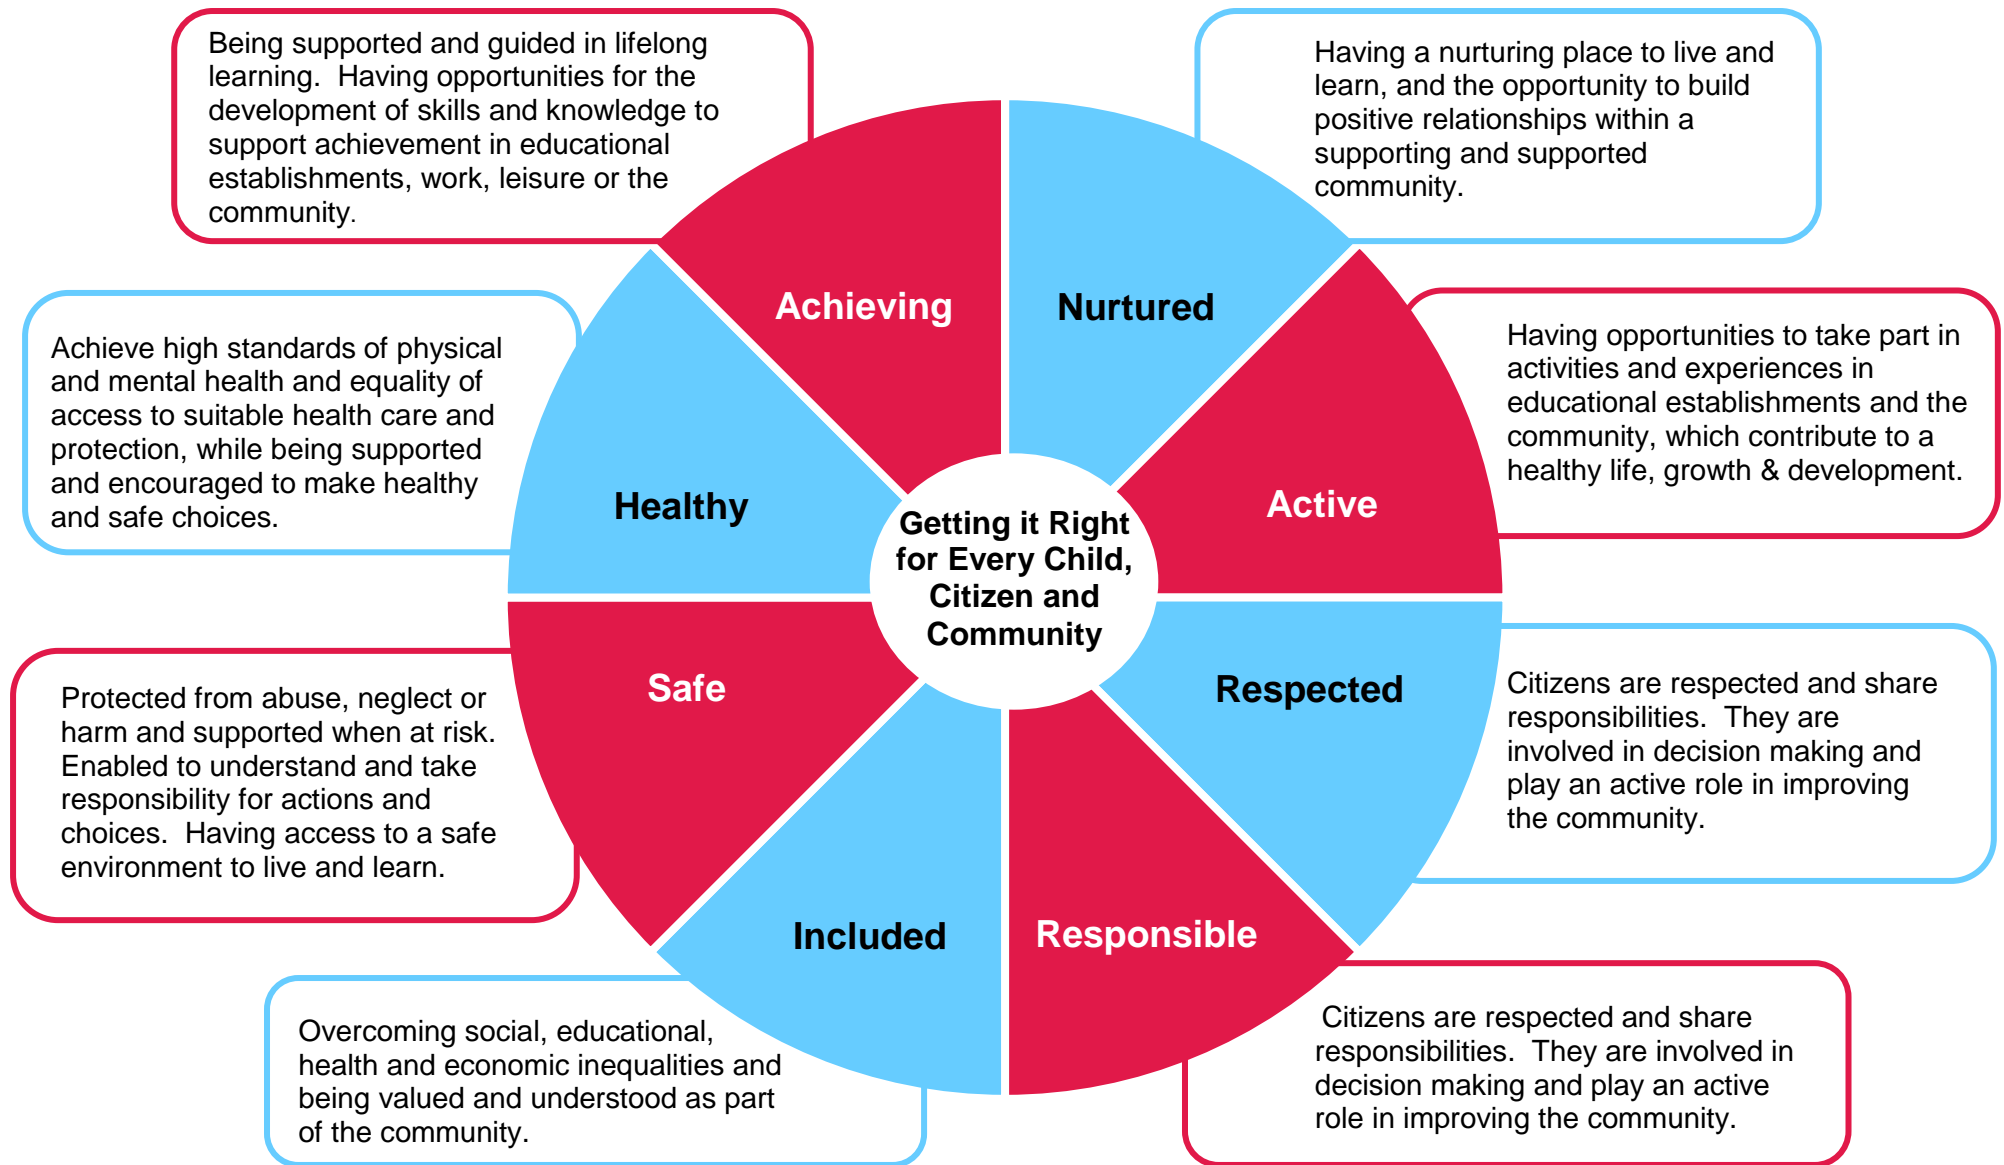 Being supported and guided in lifelong
learning.  Having opportunities for the
development of skills and knowledge to
support achievement in educational
establishments, work, leisure or the
community.
Having a nurturing place to live and
learn, and the opportunity to build
positive relationships within a
supporting and supported
community.
Achieving
Nurtured
Achieve high standards of physical
and mental health and equality of
access to suitable health care and
protection, while being supported
and encouraged to make healthy
and safe choices.
Having opportunities to take part in
activities and experiences in
educational establishments and the
community, which contribute to a
healthy life, growth & development.
Healthy
Active
Getting it Right
for Every Child,
Citizen and
Community
Safe
Respected
Protected from abuse, neglect or
harm and supported when at risk.
Enabled to understand and take
responsibility for actions and
choices.  Having access to a safe
environment to live and learn.
Citizens are respected and share
responsibilities.  They are
involved in decision making and
play an active role in improving
the community.
Included
Responsible
Overcoming social, educational,
health and economic inequalities and
being valued and understood as part
of the community.
Citizens are respected and share
responsibilities.  They are involved in
decision making and play an active
role in improving the community.